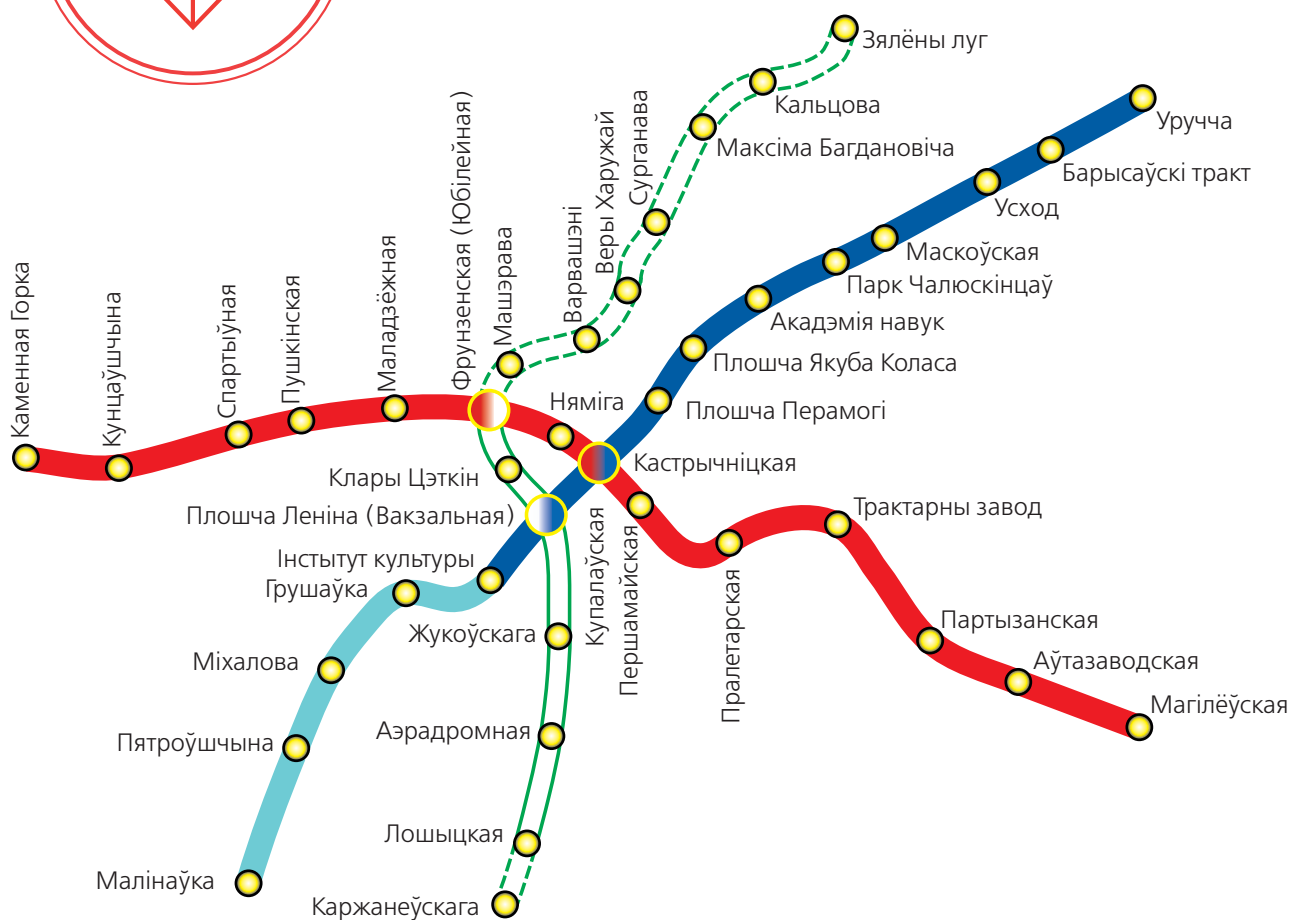 Зялёны луг
Кальцова
Максіма Багдановіча
Сурганава
Веры Харужай
Варвашэні
Машэрава
Фрунзенская (Юбілейная)
Уручча
Барысаўскі тракт
Усход
Маскоўская
Парк Чалюскінцаў
Акадэмія навук
Плошча Якуба Коласа
Плошча Перамогі
Каменная Горка
Кунцаўшчына
Спартыўная
Пушкінская
Маладзёжная
Няміга
Кастрычніцкая
Клары Цэткін
Плошча Леніна (Вакзальная)
Інстытут культуры
Грушаўка
Купалаўская
Першамайская
Пралетарская
Трактарны завод
Партызанская
Аўтазаводская
Магілёўская
Міхалова
Пятроўшчына
Малінаўка
Жукоўскага
Аэрадромная
Лошыцкая
Каржанеўскага